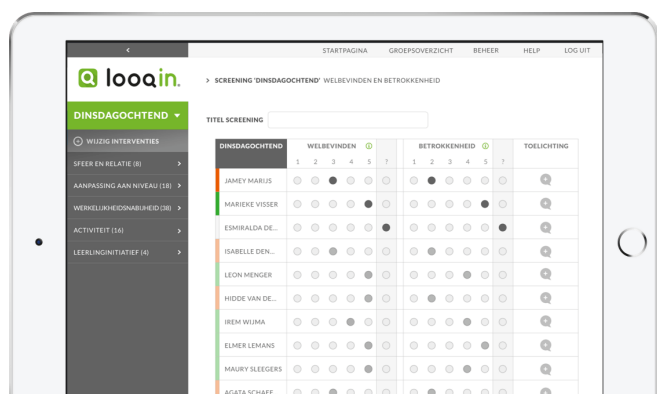 STARTPAGINA GROEPSOVERZICHT BEHEER HELP LOG UIT
looqin.
> SCREENING 'DINSDAGOCHTEND' WELBEVINDEN EN BETROKKENHEID
DINSDAGOCHTEND
TITEL SCREENING
WIJZIG INTERVENTIES
SFEER EN RELATIE (8)
AANPASSING AAN NIVEAU (18)
WERKELIJKHEIDSNABIJHEID (38)
ACTIVITEIT (16)
LEERLINGINITIATIEF (4)
DINSDAGOCHTEND WELBEVINDEN BETROKKENHEID TOELICHTING
1 2 3 4 5 ? 1 2 3 4 5 ?
JAMEY MARIJS
MARIEKE VISSER
ESMIRALDA DE...
ISABELLE DEN...
LEON MENGER
HIDDE VAN DE...
IREM WIJMA
ELMER LEMANS
MAURY SLEEGERS
AGATA SCHAEF...